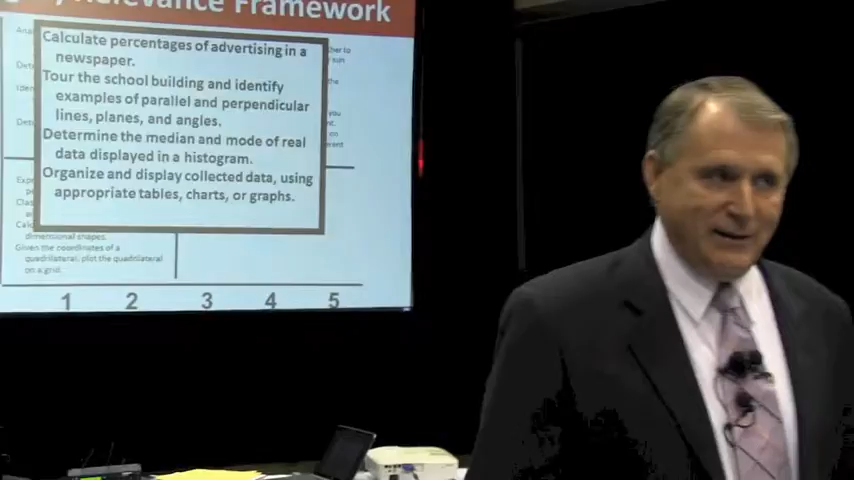 Relevance Framework
Calculate percentages of advertising in a
newspaper.
Tour the school building and identify
examples of parallel and perpendicular
lines, planes, and angles.
Determine the median and mode of real
data displayed in a histogram.
Organize and display collected data, using
appropriate tables, charts, or graphs.
dimensional shapes.
Given the coordinates of a
quadrilateral, plot the quadrilateral
on a grid.
1 2 3 4 5